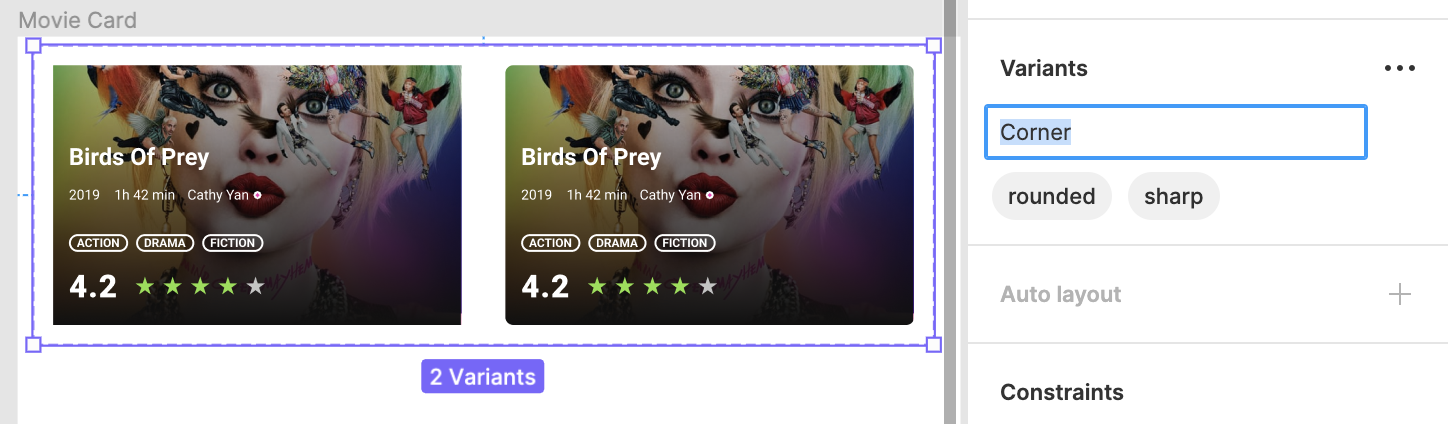 Movie Card
Birds Of Prey
2019 1h 42 min Cathy Yan
ACTION DRAMA FICTION
4.2
Birds Of Prey
2019 1h 42 min Cathy Yan
ACTION DRAMA FICTION
4.2
2 Variants
Variants
Corner
rounded sharp
Auto layout
Constraints